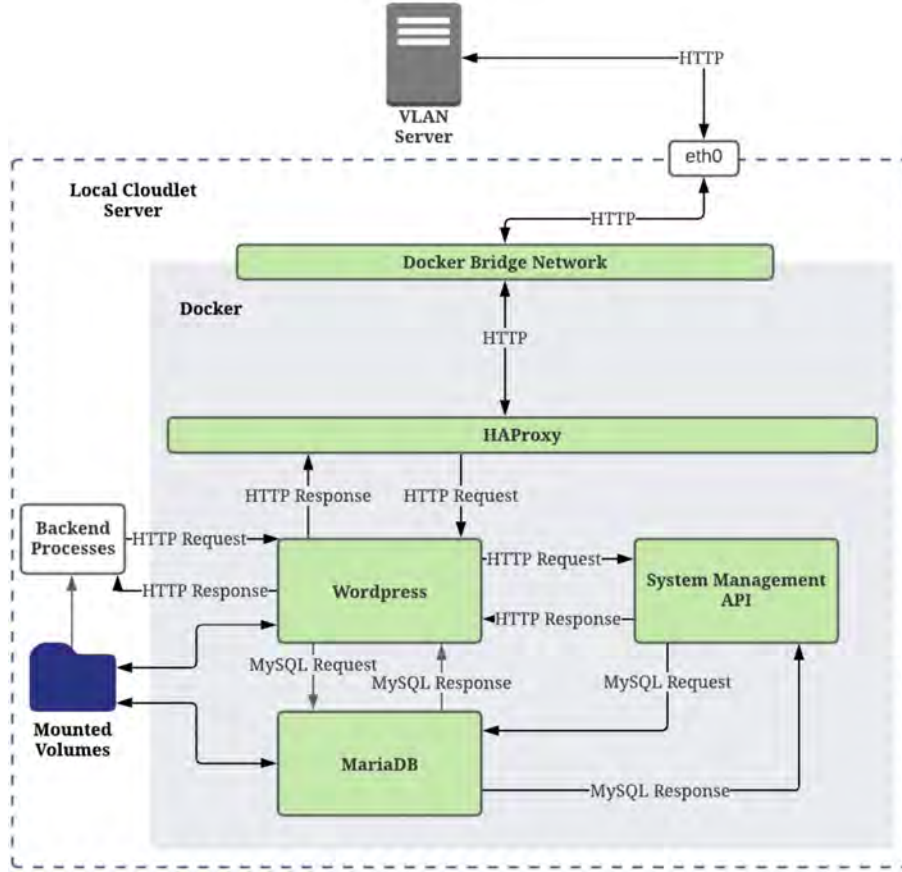 HTTP
VLAN
Server
eth0
Local Cloudlet
Server
HTTP
Docker Bridge Network
Docker
HTTP
HAProxy
HTTP Response
HTTP Request
Backend
Processes
HTTP Request
HTTP Request
Wordpress
System Management
API
HTTP Response
HTTP Response
MySQL Request
MySQL Response
MySQL Request
Mounted
Volumes
MariaDB
MySQL Response